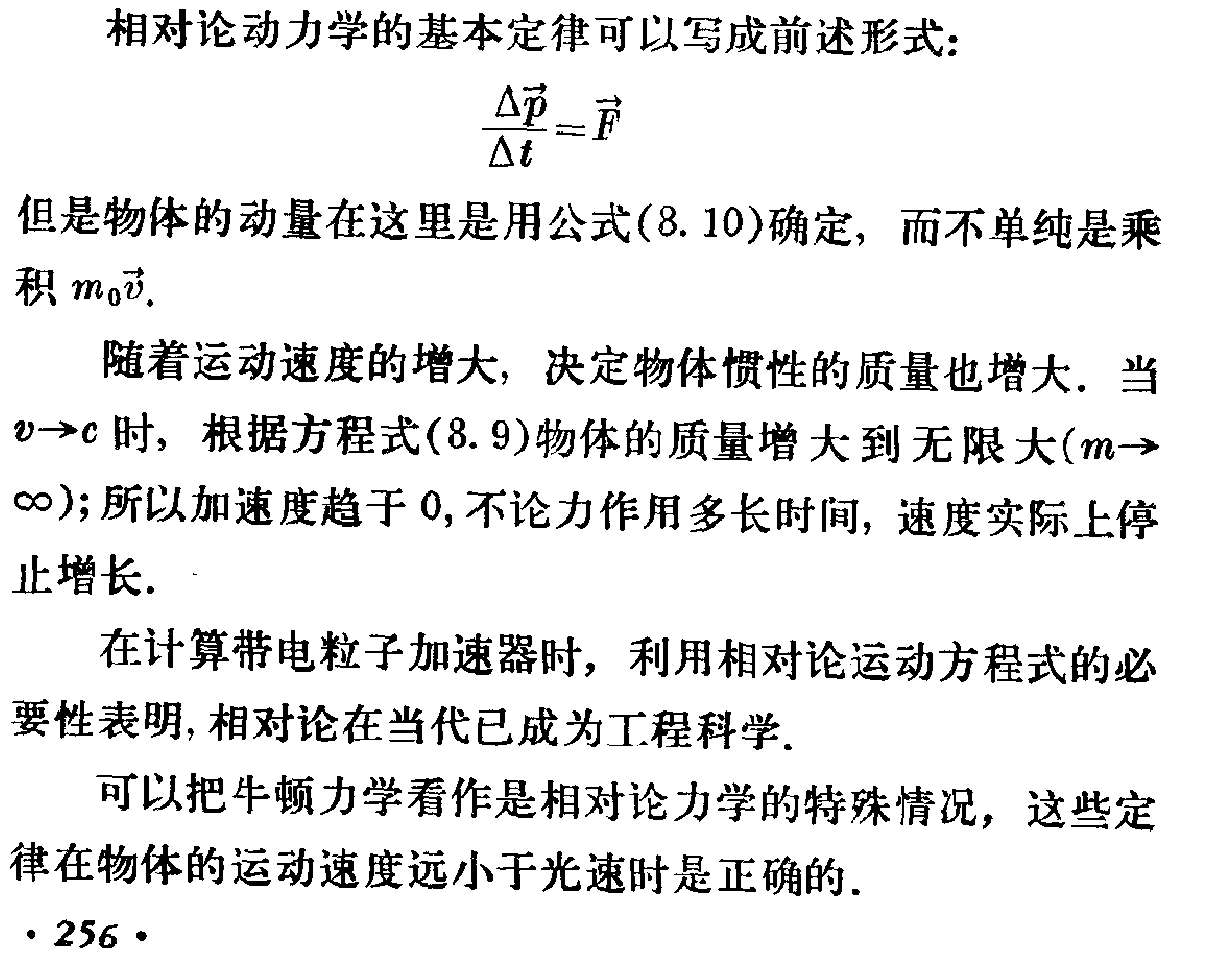 相对论动力学的基本定律可以写成前述形式:
Δp⃗/Δt=F⃗
但是物体的动量在这里是用公式(8.10)确定, 而不单纯是乘
积 m₀v⃗.
随着运动速度的增大, 决定物体惯性的质量也增大. 当
v→c 时, 根据方程式(8.9)物体的质量增大到无限大(m→
∞); 所以加速度趋于 0, 不论力作用多长时间, 速度实际上停
止增长.
在计算带电粒子加速器时, 利用相对论运动方程式的必
要性表明, 相对论在当代已成为工程科学.
可以把牛顿力学看作是相对论力学的特殊情况, 这些定
律在物体的运动速度远小于光速时是正确的.
· 256 ·